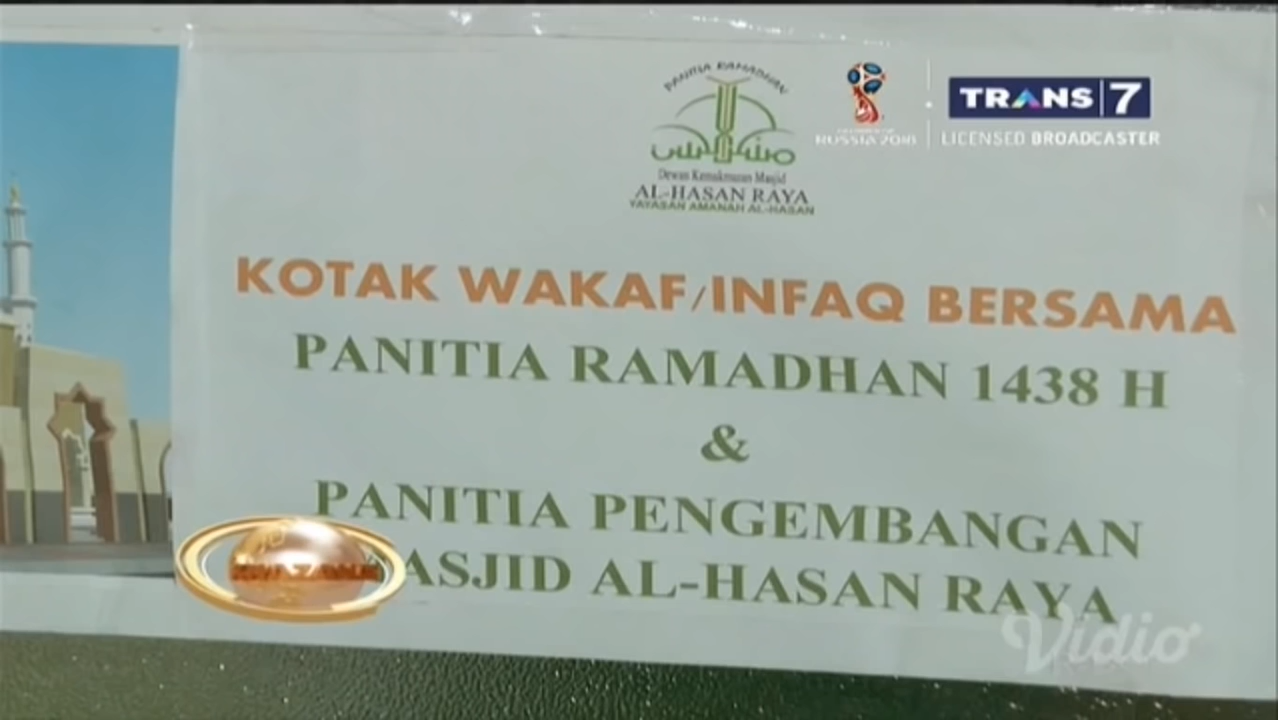 PANITIA RAMADHAN
Dewan Kemakmuran Masjid
AL-HASAN RAYA
YAYASAN AMANAH AL-HASAN
RUSSIA 2018
TRANS 7
LICENSED BROADCASTER
KOTAK WAKAF/INFAQ BERSAMA
PANITIA RAMADHAN 1438 H
&
PANITIA PENGEMBANGAN
MASJID AL-HASAN RAYA
Vidio